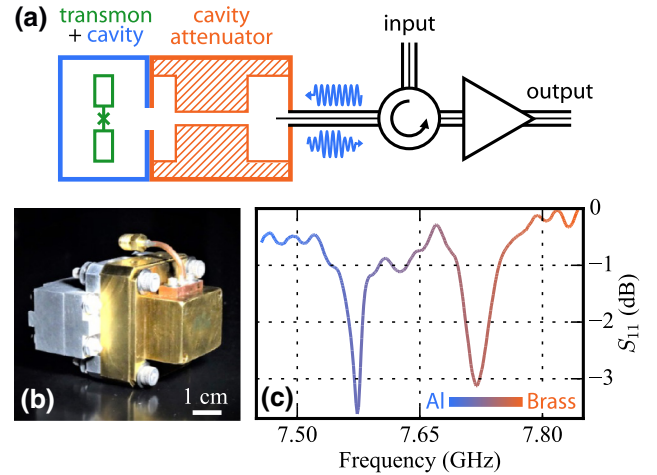 (a)
transmon
+ cavity
cavity
attenuator
input
output
(b)
1 cm
(c)
Al
Brass
0
−1
−2
−3
S11 (dB)
7.50
7.65
7.80
Frequency (GHz)